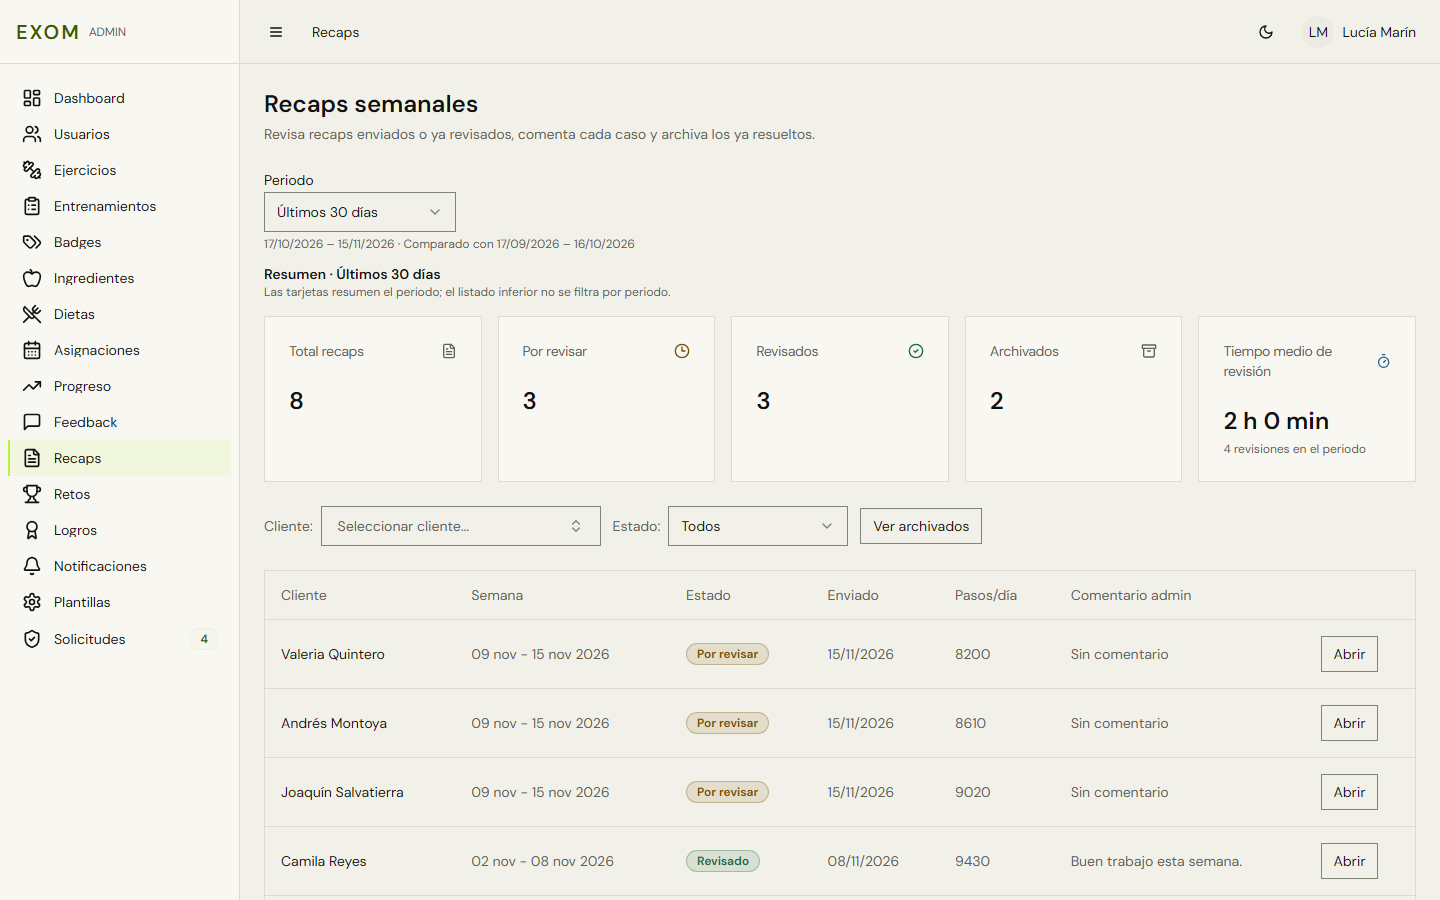 EXOM ADMIN
Recaps
LM Lucía Marín
Dashboard
Usuarios
Ejercicios
Entrenamientos
Badges
Ingredientes
Dietas
Asignaciones
Progreso
Feedback
Recaps
Retos
Logros
Notificaciones
Plantillas
Solicitudes 4
Recaps semanales
Revisa recaps enviados o ya revisados, comenta cada caso y archiva los ya resueltos.
Periodo
Últimos 30 días
17/10/2026 – 15/11/2026 · Comparado con 17/09/2026 – 16/10/2026
Resumen · Últimos 30 días
Las tarjetas resumen el periodo; el listado inferior no se filtra por periodo.
Total recaps
8
Por revisar
3
Revisados
3
Archivados
2
Tiempo medio de
revisión
2 h 0 min
4 revisiones en el periodo
Cliente: Seleccionar cliente... Estado: Todos Ver archivados
Cliente Semana Estado Enviado Pasos/día Comentario admin
Valeria Quintero 09 nov - 15 nov 2026 Por revisar 15/11/2026 8200 Sin comentario Abrir
Andrés Montoya 09 nov - 15 nov 2026 Por revisar 15/11/2026 8610 Sin comentario Abrir
Joaquín Salvatierra 09 nov - 15 nov 2026 Por revisar 15/11/2026 9020 Sin comentario Abrir
Camila Reyes 02 nov - 08 nov 2026 Revisado 08/11/2026 9430 Buen trabajo esta semana. Abrir